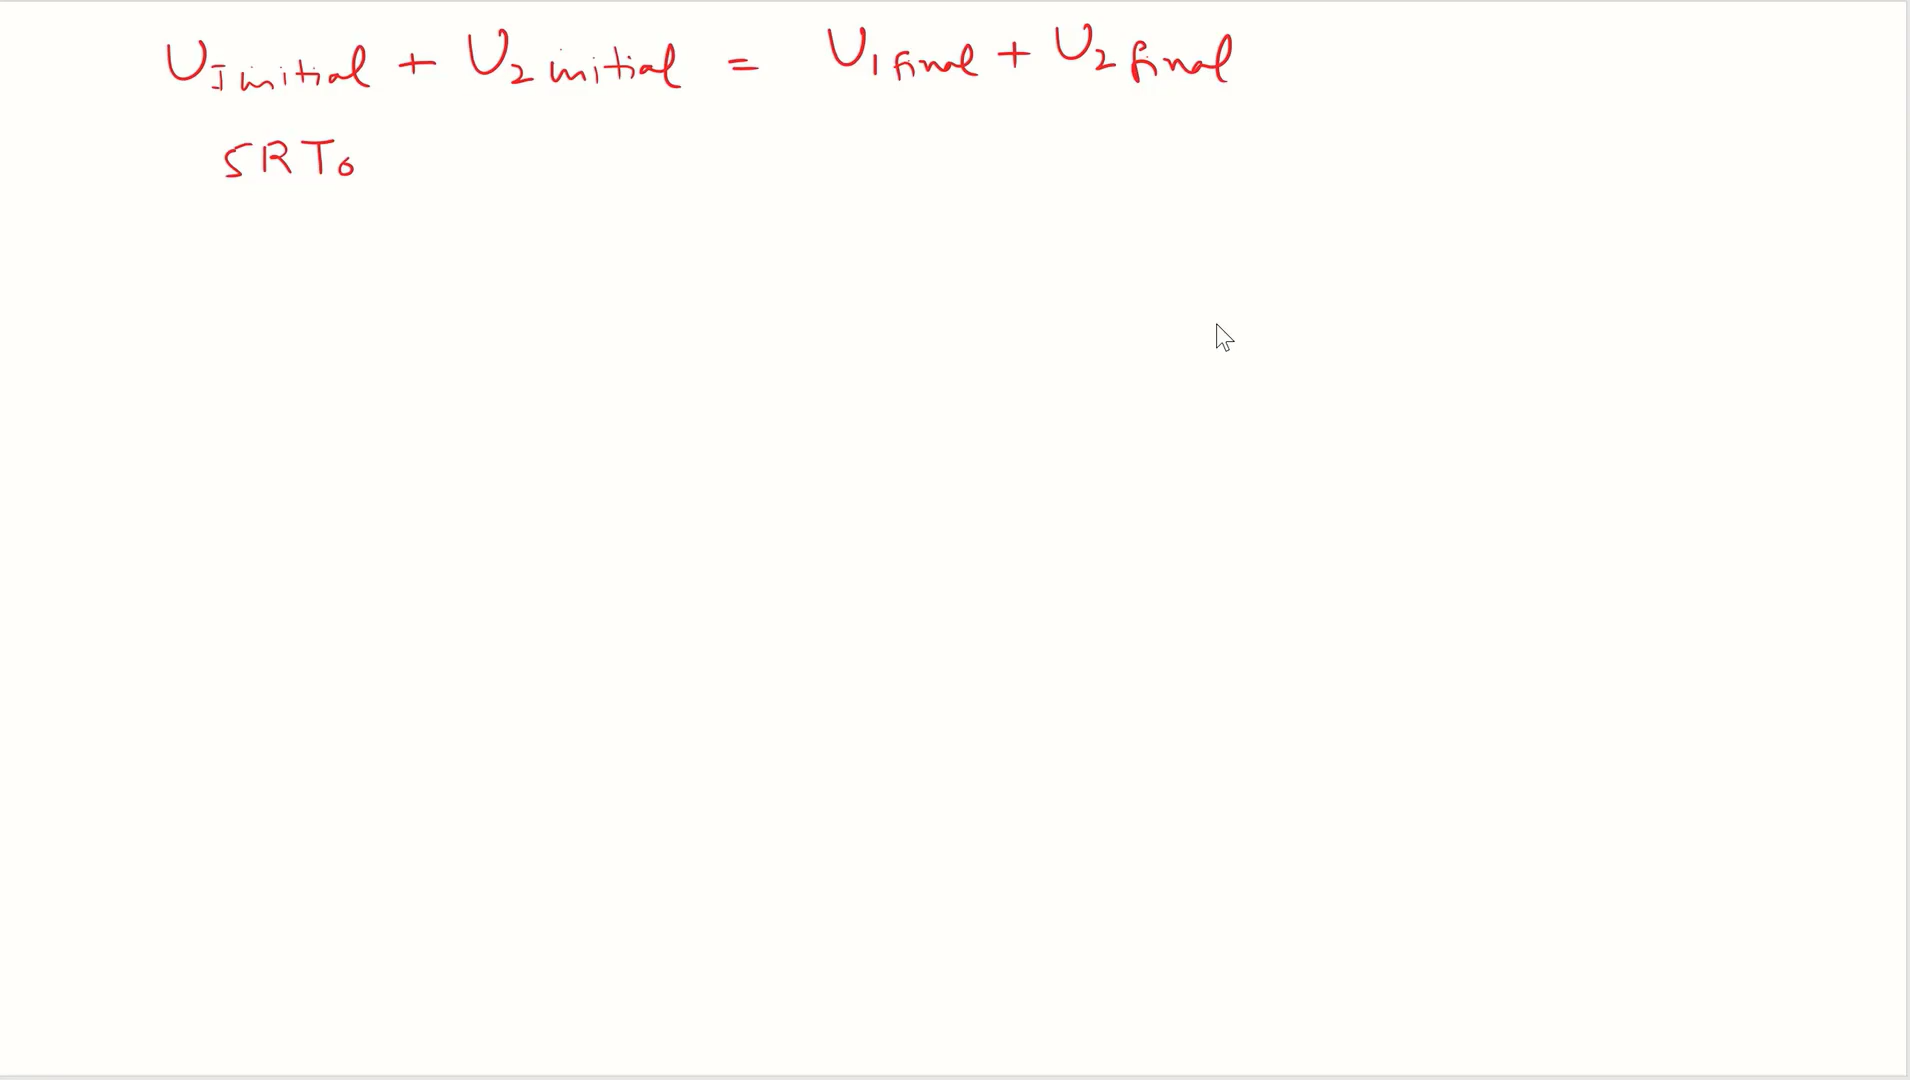 U1 initial + U2 initial = U1 final + U2 final
5RT0